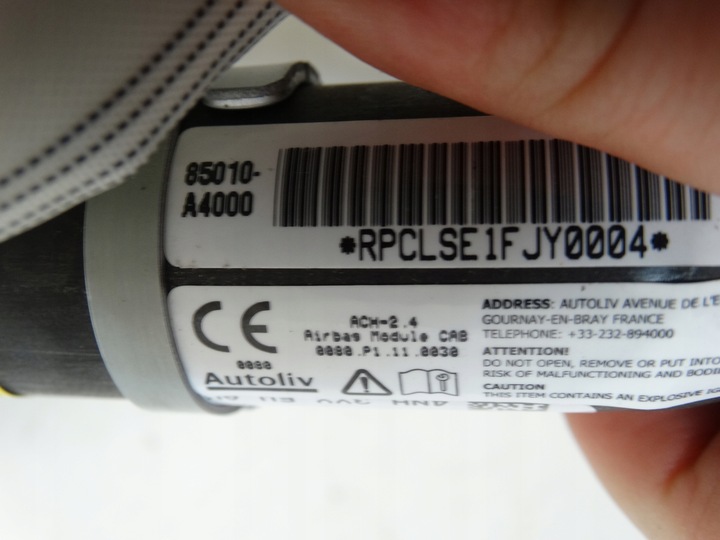 85010-
A4000
*RPCLSE1FJY0004*
CE
0080
Autoliv
ACH-2.4
Airbag Module CAB
0080.P1.11.0030
ADDRESS: AUTOLIV AVENUE DE L'E
GOURNAY-EN-BRAY FRANCE
TELEPHONE: +33-232-894000
ATTENTION!
DO NOT OPEN, REMOVE OR PUT INTO
RISK OF MALFUNCTIONING AND BODI
CAUTION
THIS ITEM CONTAINS AN EXPLOSIVE IG